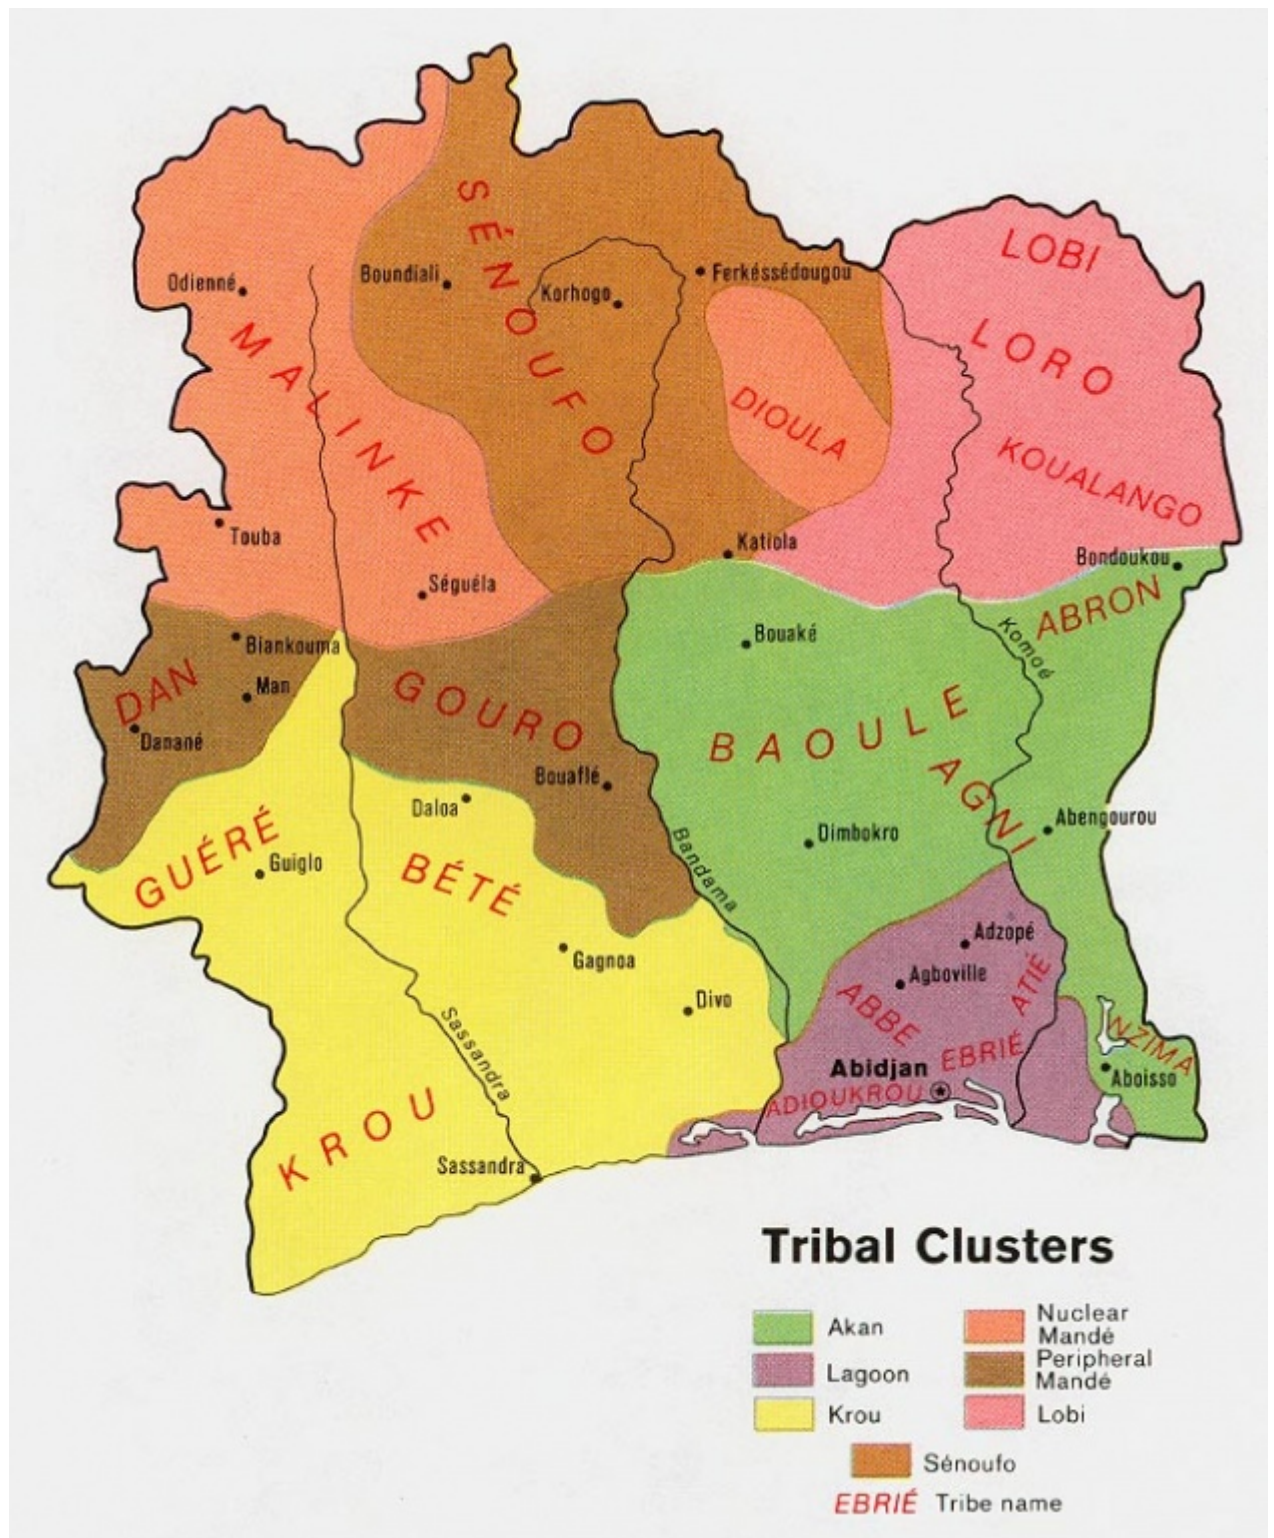 LOBI
SÉNOUFO
Odienné
Boundiali
Korhogo
Ferkéssédougou
LORO
MALINKE
DIOULA
KOUALANGO
Touba
Katiola
Bondoukou
Séguéla
ABRON
Biankouma
Bouaké
Komoé
DAN
Man
GOURO
BAOULE
Danané
Bouaflé
AGNI
Daloa
Dimbokro
Abengourou
GUÉRÉ
Guiglo
BÉTÉ
Bandama
Gagnoa
Adzopé
Agboville
ATIÉ
Divo
ABBE
EBRIÉ
NZIMA
Sassandra
Abidjan
Aboisso
ADIOUKROU
KROU
Sassandra
Tribal Clusters
Akan
Nuclear
Mandé
Lagoon
Peripheral
Mandé
Krou
Lobi
Sénoufo
EBRIÉ Tribe name